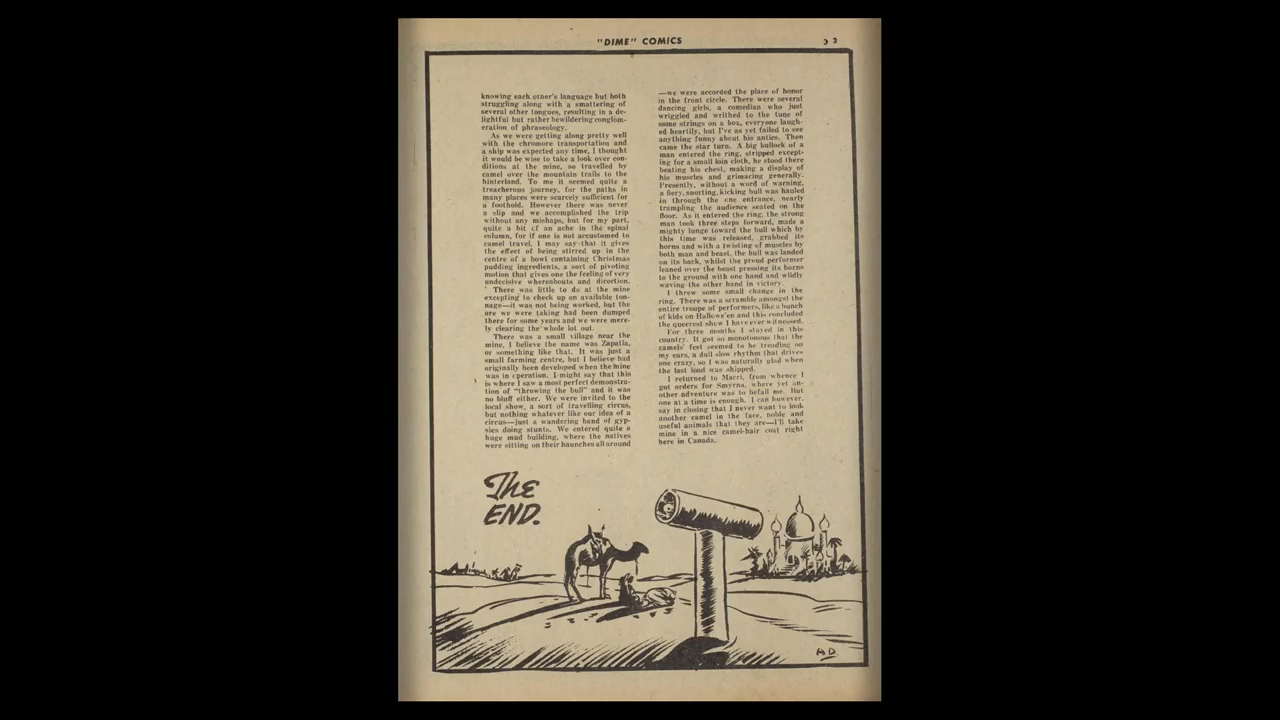 "DIME" COMICS
33
knowing each other's language but both
struggling along with a smattering of
several other tongues, resulting in a de-
lightful but rather bewildering conglom-
eration of phraseology.
As we were getting along pretty well
with the chromore transportation and
a ship was expected any time, I thought
it would be wise to take a look over con-
ditions at the mine, so travelled by
camel over the mountain trails to the
hinterland. To me it seemed quite a
treacherous journey, for the paths in
many places were scarcely sufficient for
a foothold. However there was never
a slip and we accomplished the trip
without any mishaps, but for my part,
quite a bit of an ache in the spinal
column, for if one is not accustomed to
camel travel, I may say that it gives
the effect of being stirred up in the
centre of a bowl containing Christmas
pudding ingredients, a sort of pivoting
motion that gives one the feeling of very
undecisive whereabouts and direction.
There was little to do at the mine
excepting to check up on available ton-
nage—it was not being worked, but the
ore we were taking had been dumped
there for some years and we were mere-
ly clearing the whole lot out.
There was a small village near the
mine, I believe the name was Zapatla,
or something like that. It was just a
small farming centre, but I believe had
originally been developed when the mine
was in operation. I might say that this
is where I saw a most perfect demonstra-
tion of "throwing the bull" and it was
no bluff either. We were invited to the
local show, a sort of travelling circus,
but nothing whatever like our idea of a
circus—just a wandering band of gyp-
sies doing stunts. We entered quite a
huge mud building, where the natives
were sitting on their haunches all around
—we were accorded the place of honor
in the front circle. There were several
dancing girls, a comedian who just
wriggled and writhed to the tune of
some strings on a box, everyone laugh-
ed heartily, but I've as yet failed to see
anything funny about his antics. Then
came the star turn. A big bullock of a
man entered the ring, stripped except-
ing for a small loin cloth, he stood there
beating his chest, making a display of
his muscles and grimacing generally.
Presently, without a word of warning,
a fiery, snorting, kicking bull was hauled
in through the one entrance, nearly
trampling the audience seated on the
floor. As it entered the ring, the strong
man took three steps forward, made a
mighty lunge toward the bull which by
this time was released, grabbed its
horns and with a twisting of muscles by
both man and beast, the bull was landed
on its back, whilst the proud performer
leaned over the beast pressing its horns
to the ground with one hand and wildly
waving the other hand in victory.
I threw some small change in the
ring. There was a scramble amongst the
entire troupe of performers, like a bunch
of kids on Hallowe'en and this concluded
the queerest show I have ever witnessed.
For three months I stayed in this
country. It got so monotonous that the
camels' feet seemed to be treading on
my ears, a dull slow rhythm that drives
one crazy, so I was naturally glad when
the last load was shipped.
I returned to Macri, from whence I
got orders for Smyrna, where yet an-
other adventure was to befall me. But
one at a time is enough. I can however,
say in closing that I never want to look
another camel in the face, noble and
useful animals that they are—I'll take
mine in a nice camel-hair coat right
here in Canada.
The
END.
HD